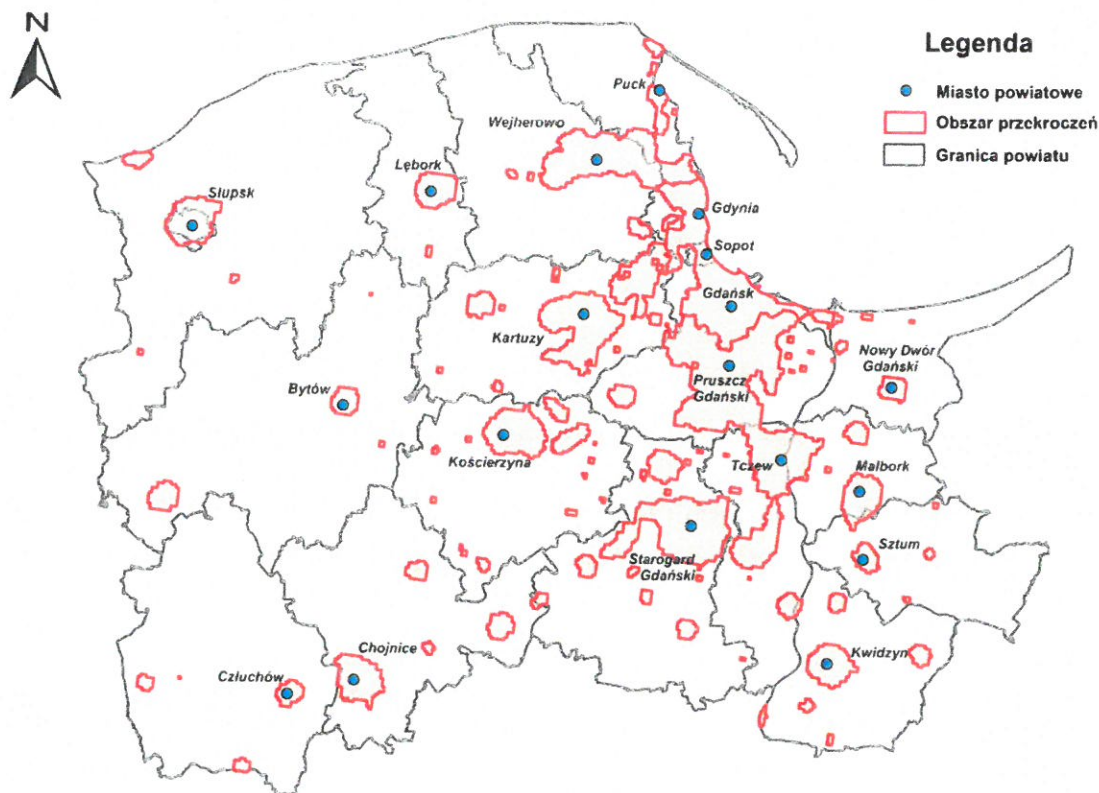 N
Legenda
Miasto powiatowe
Obszar przekroczeń
Granica powiatu
Puck
Wejherowo
Lębork
Słupsk
Gdynia
Sopot
Gdańsk
Kartuzy
Nowy Dwór
Gdański
Pruszcz
Gdański
Bytów
Kościerzyna
Tczew
Malbork
Sztum
Starogard
Gdański
Chojnice
Człuchów
Kwidzyn